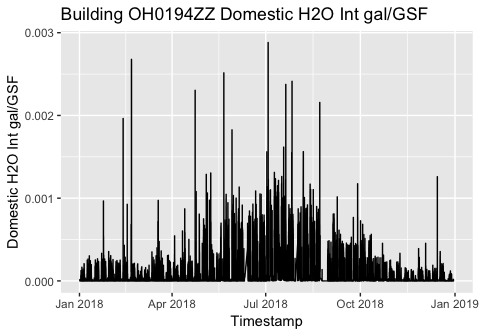 Building OH0194ZZ Domestic H2O Int gal/GSF
Domestic H2O Int gal/GSF
0.003
0.002
0.001
0.000
Jan 2018
Apr 2018
Jul 2018
Oct 2018
Jan 2019
Timestamp